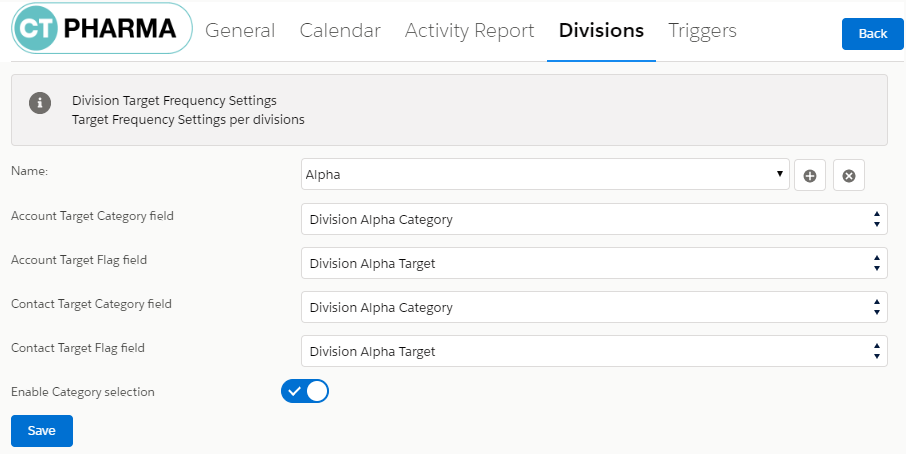 CT PHARMA General Calendar Activity Report Divisions Triggers Back
Division Target Frequency Settings
Target Frequency Settings per divisions
Name: Alpha
Account Target Category field Division Alpha Category
Account Target Flag field Division Alpha Target
Contact Target Category field Division Alpha Category
Contact Target Flag field Division Alpha Target
Enable Category selection
Save